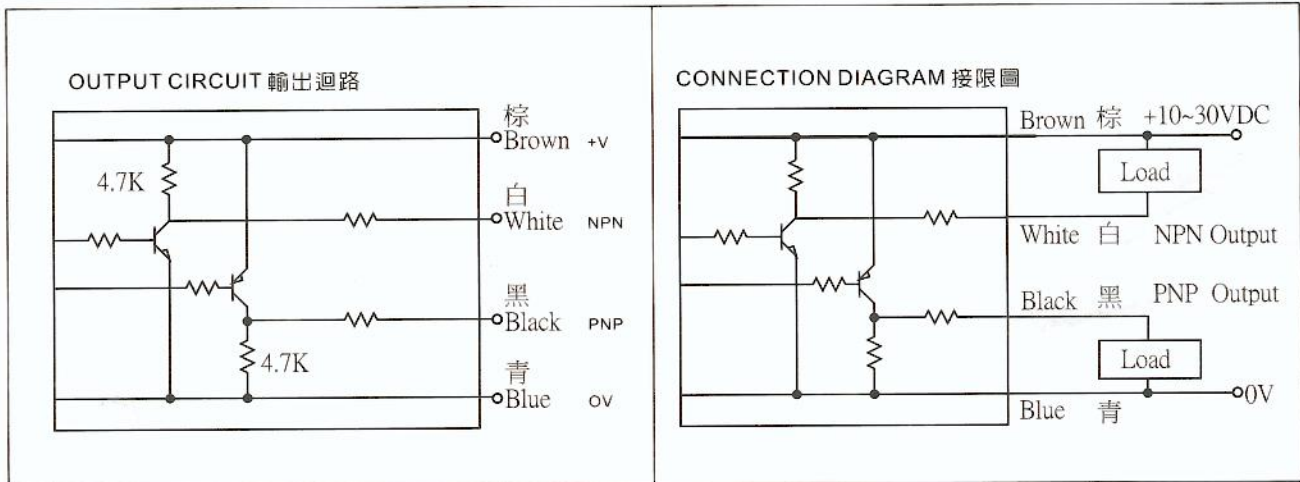 OUTPUT CIRCUIT 輸出迴路
棕
Brown +V
4.7K
白
White NPN
黑
Black PNP
4.7K
青
Blue OV
CONNECTION DIAGRAM 接限圖
Brown 棕 +10~30VDC
Load
White 白 NPN Output
Black 黑 PNP Output
Load
0V
Blue 青